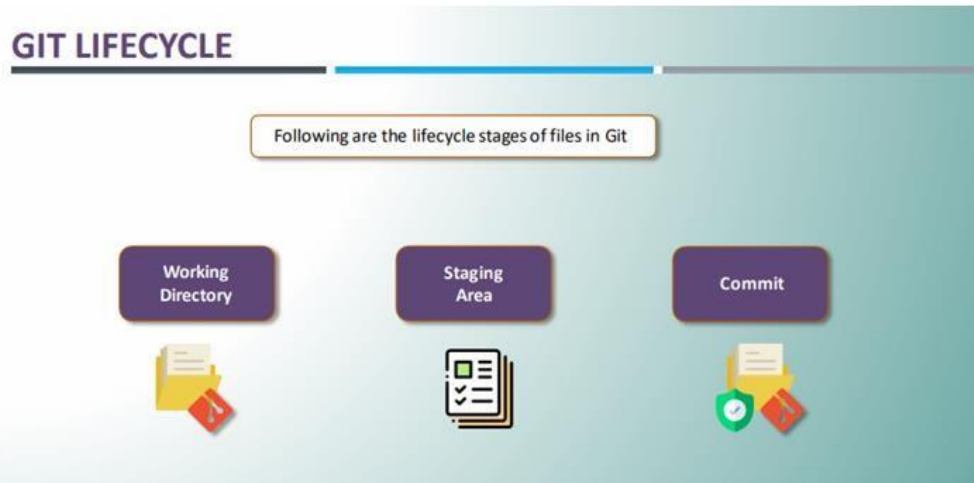 GIT LIFECYCLE
Following are the lifecycle stages of files in Git
Working
Directory
Staging
Area
Commit